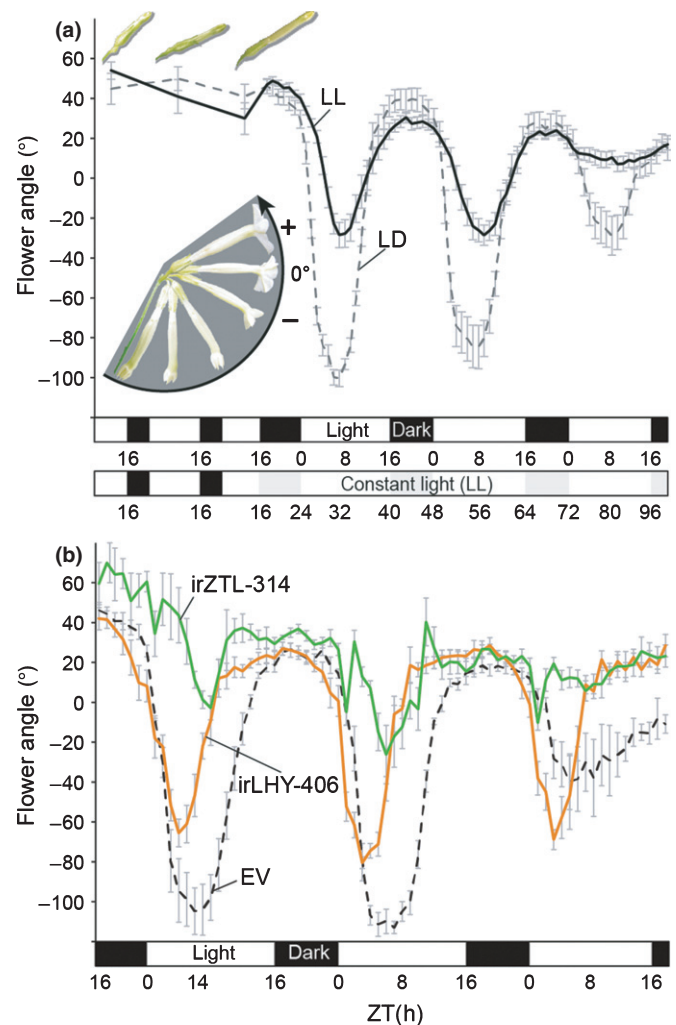 (a)
60
40
20
0
−20
−40
−60
−80
−100
Flower angle (°)
LL
LD
+
0°
−
Light Dark
16 16 16 0 8 16 0 8 16 0 8 16
Constant light (LL)
16 16 16 24 32 40 48 56 64 72 80 96
(b)
60
40
20
0
−20
−40
−60
−80
−100
Flower angle (°)
irZTL-314
irLHY-406
EV
Light Dark
16 0 14 16 0 8 16 0 8 16
ZT(h)